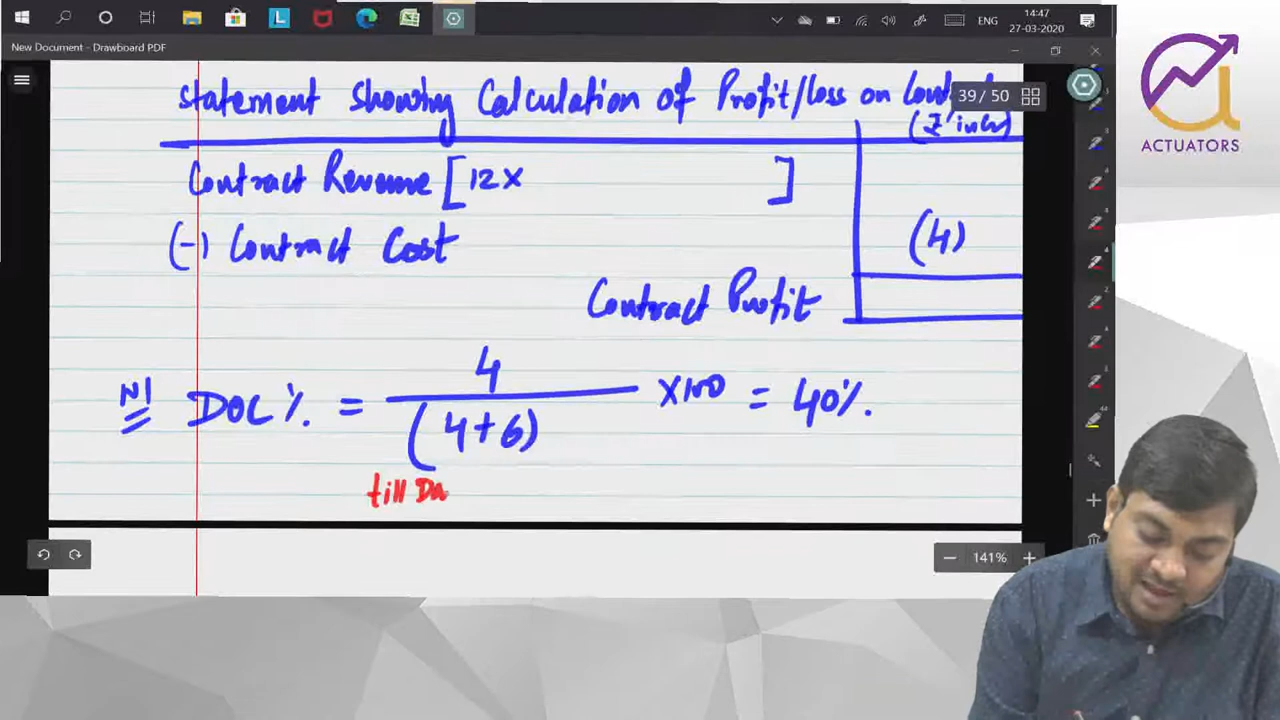 14:47
ENG
27-03-2020
New Document - Drawboard PDF
39 / 50
Statement Showing Calculation of Profit/Loss on
(₹ in Cr)
Contract Revenue [ 12 x ]
(-) Contract Cost (4)
Contract Profit
N1 DOC %. = 4 / (4+6) x100 = 40%.
till Da
141%
ACTUATORS